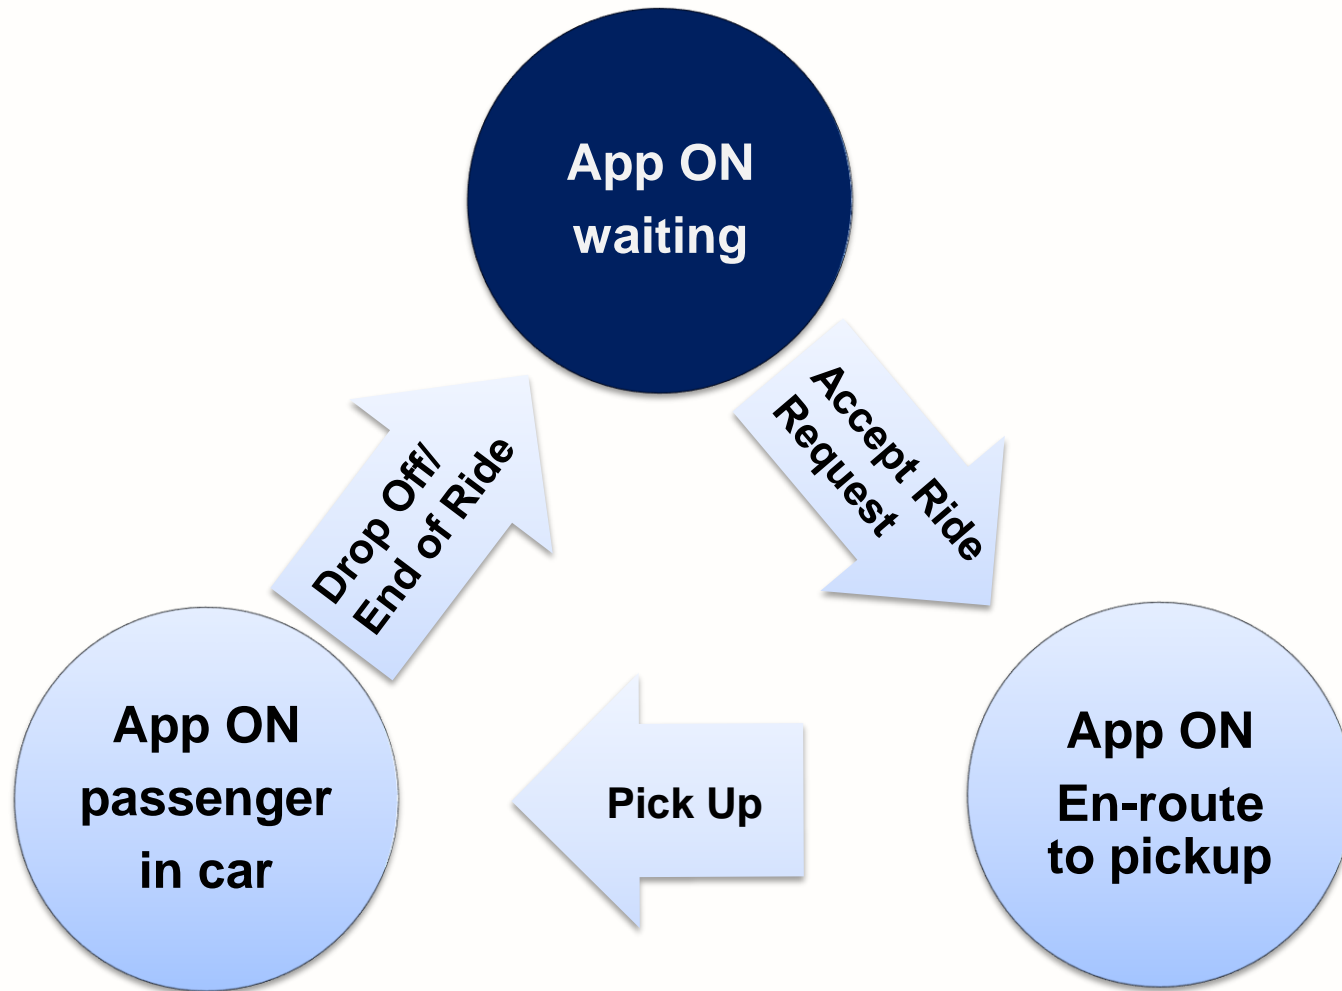 App ON
waiting
Accept Ride
Request
Drop Off/
End of Ride
App ON
passenger
in car
Pick Up
App ON
En-route
to pickup